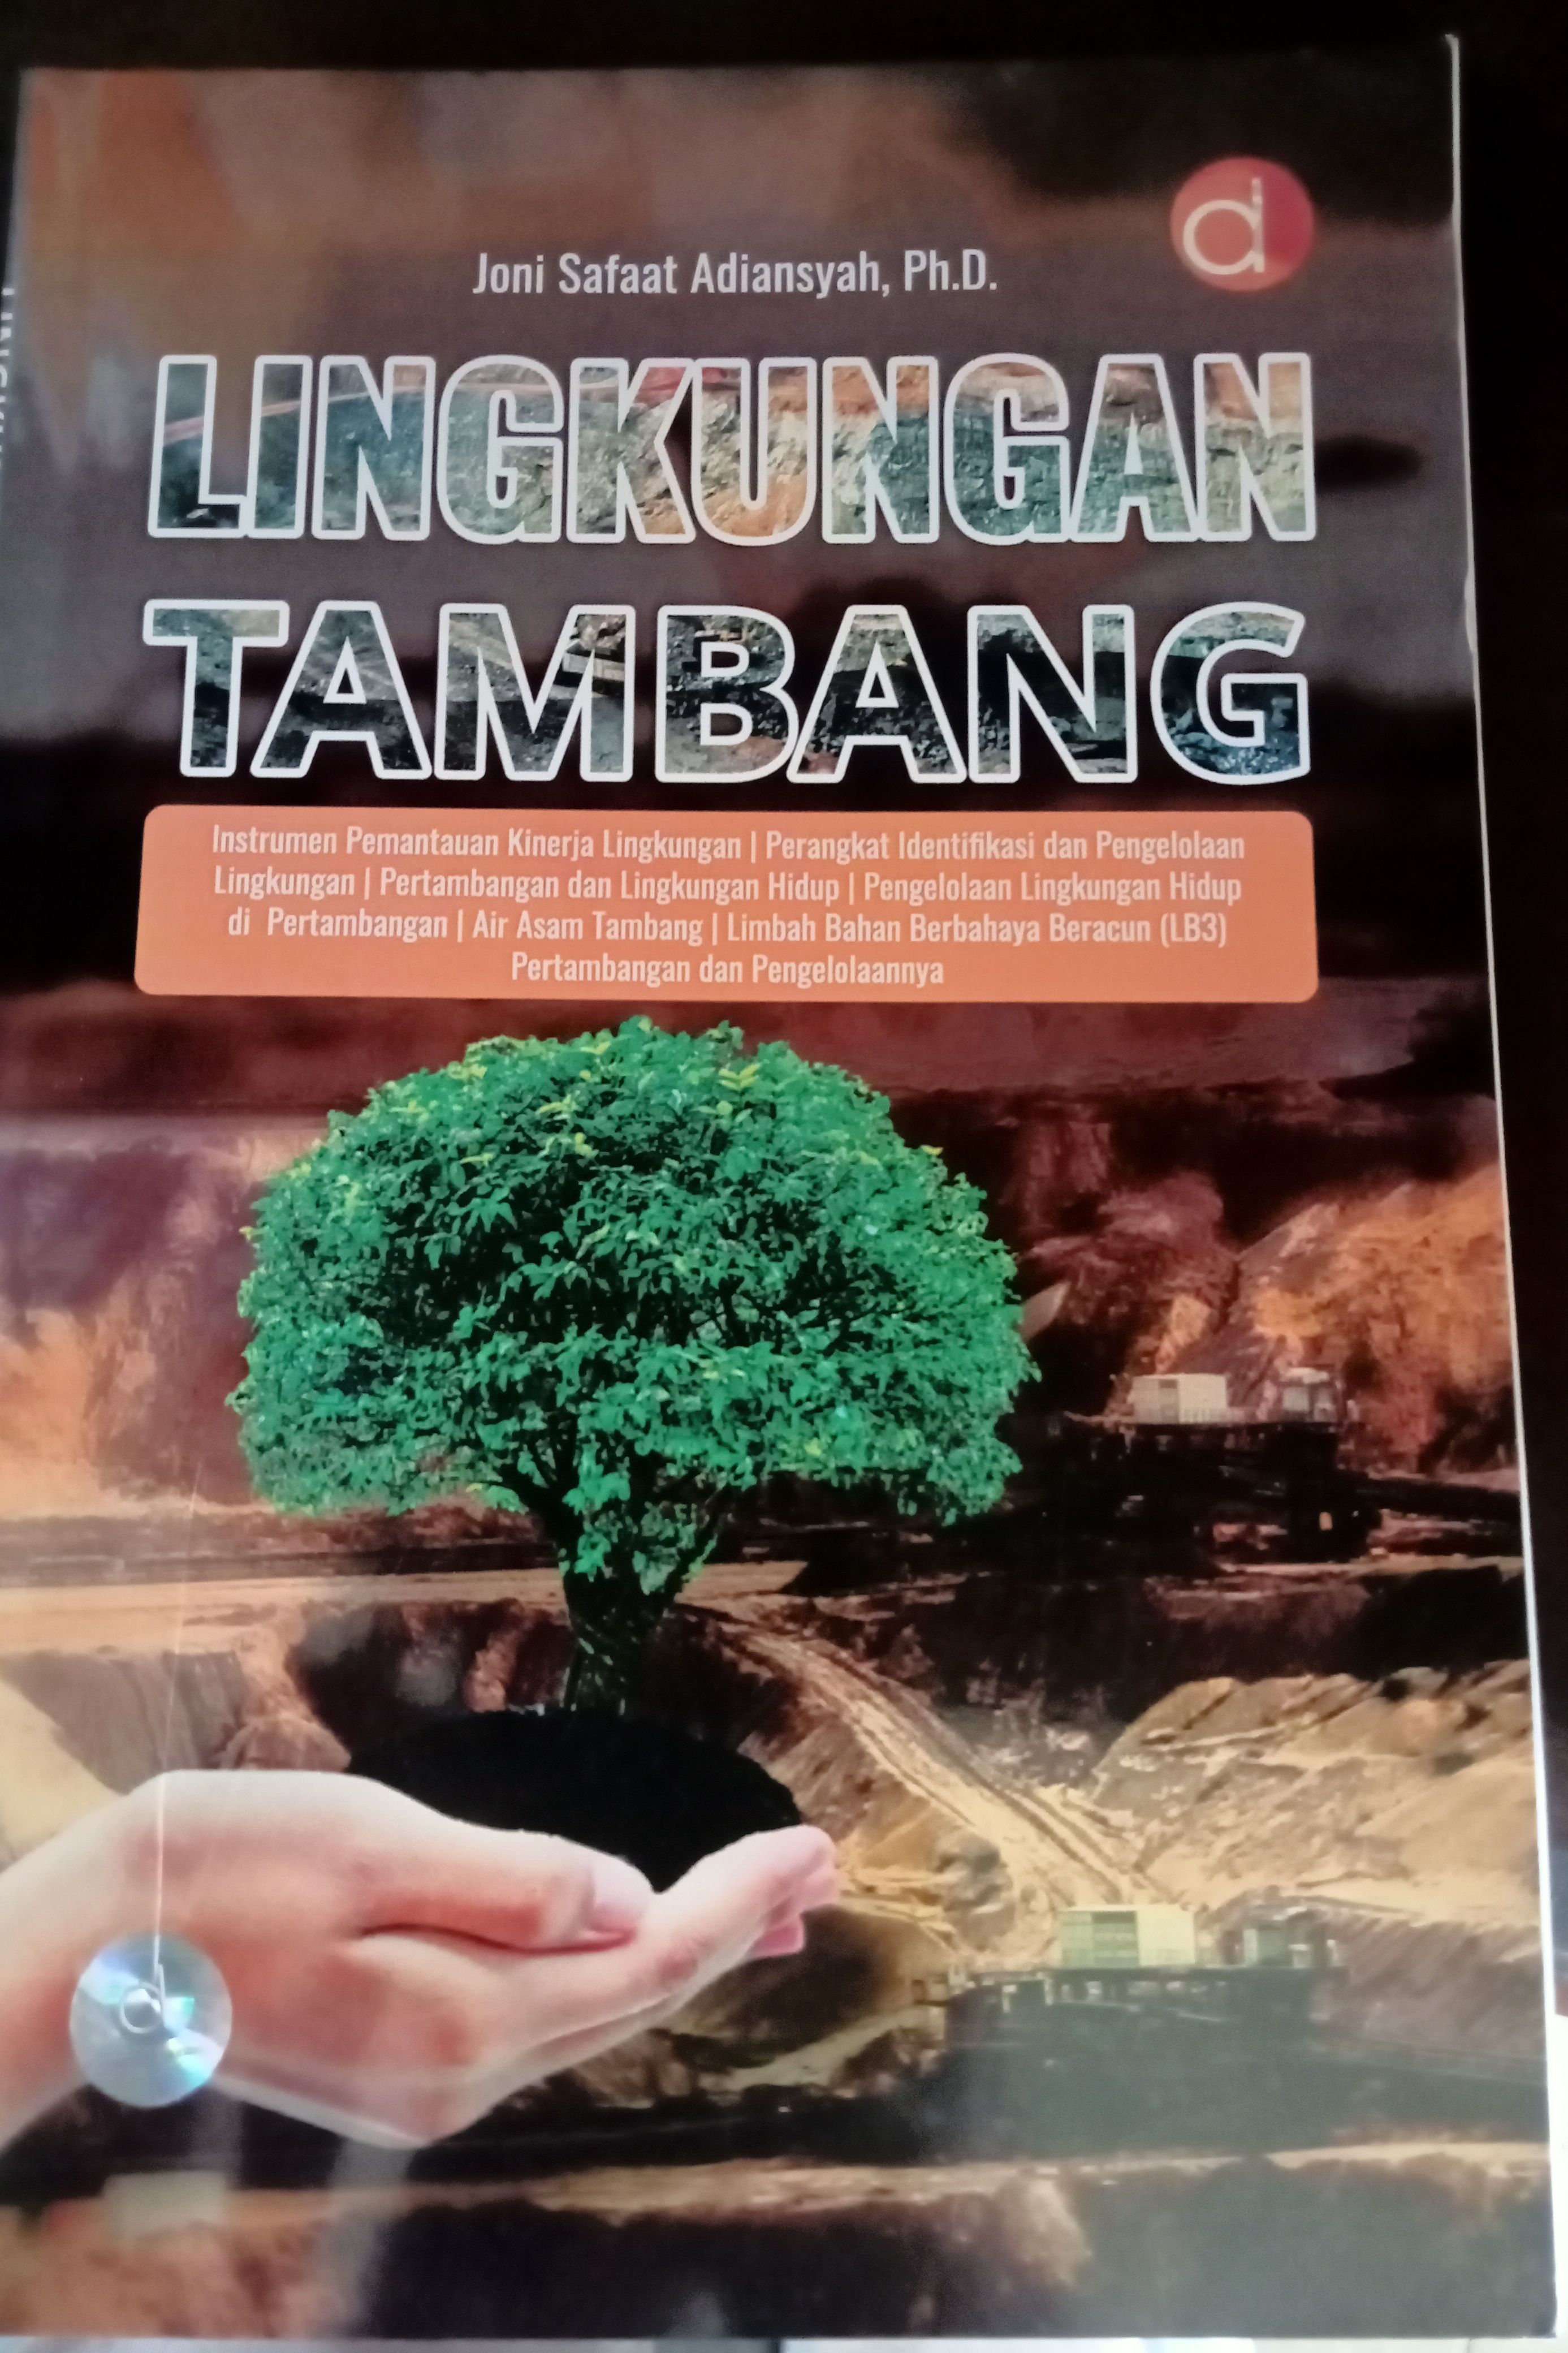 d
Joni Safaat Adiansyah, Ph.D.
LINGKUNGAN
TAMBANG
Instrumen Pemantauan Kinerja Lingkungan | Perangkat Identifikasi dan Pengelolaan
Lingkungan | Pertambangan dan Lingkungan Hidup | Pengelolaan Lingkungan Hidup
di Pertambangan | Air Asam Tambang | Limbah Bahan Berbahaya Beracun (LB3)
Pertambangan dan Pengelolaannya